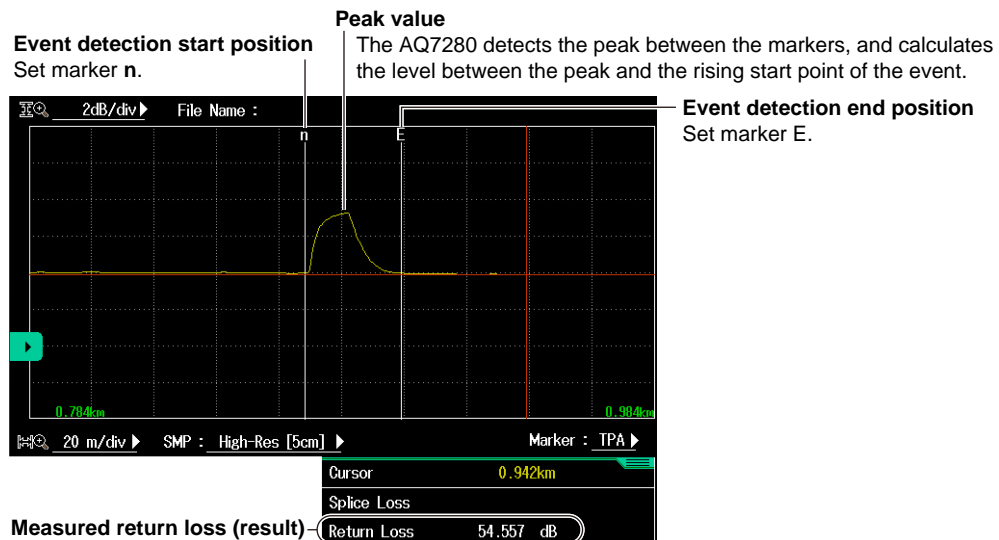 Peak value
Event detection start position
Set marker n.
The AQ7280 detects the peak between the markers, and calculates
the level between the peak and the rising start point of the event.
Event detection end position
Set marker E.
2dB/div
File Name :
n
E
0.784km
0.984km
20 m/div
SMP : High-Res [5cm]
Marker : TPA
Cursor 0.942km
Splice Loss
Measured return loss (result)
Return Loss 54.557 dB